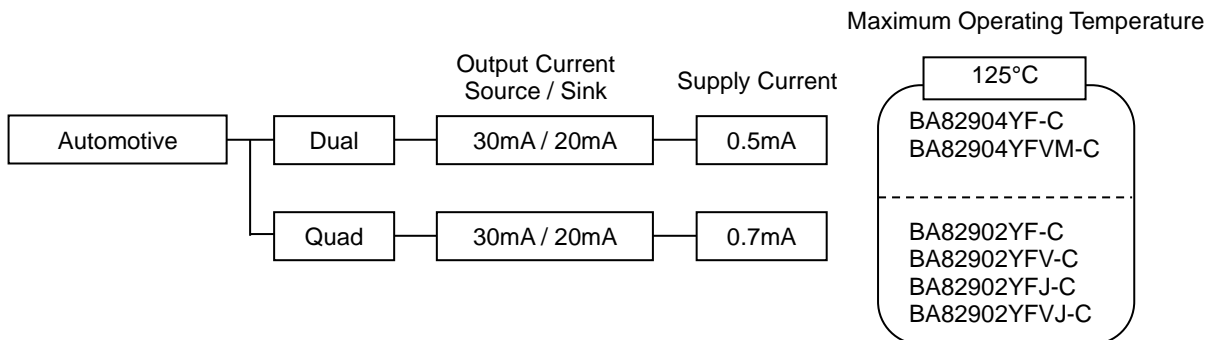 Maximum Operating Temperature
Output Current
Source / Sink
Supply Current
125°C
Automotive
Dual
30mA / 20mA
0.5mA
BA82904YF-C
BA82904YFVM-C
Quad
30mA / 20mA
0.7mA
BA82902YF-C
BA82902YFV-C
BA82902YFJ-C
BA82902YFVJ-C